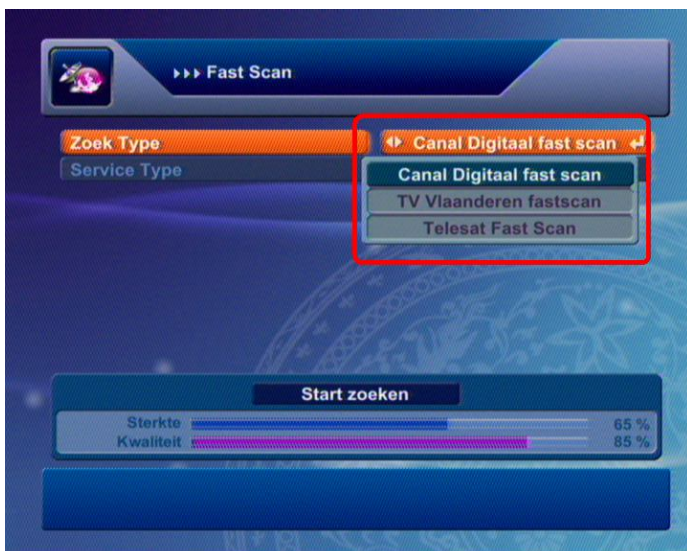 Fast Scan
Zoek Type
Canal Digitaal fast scan
Service Type
Canal Digitaal fast scan
TV Vlaanderen fastscan
Telesat Fast Scan
Start zoeken
Sterkte 65 %
Kwaliteit 85 %